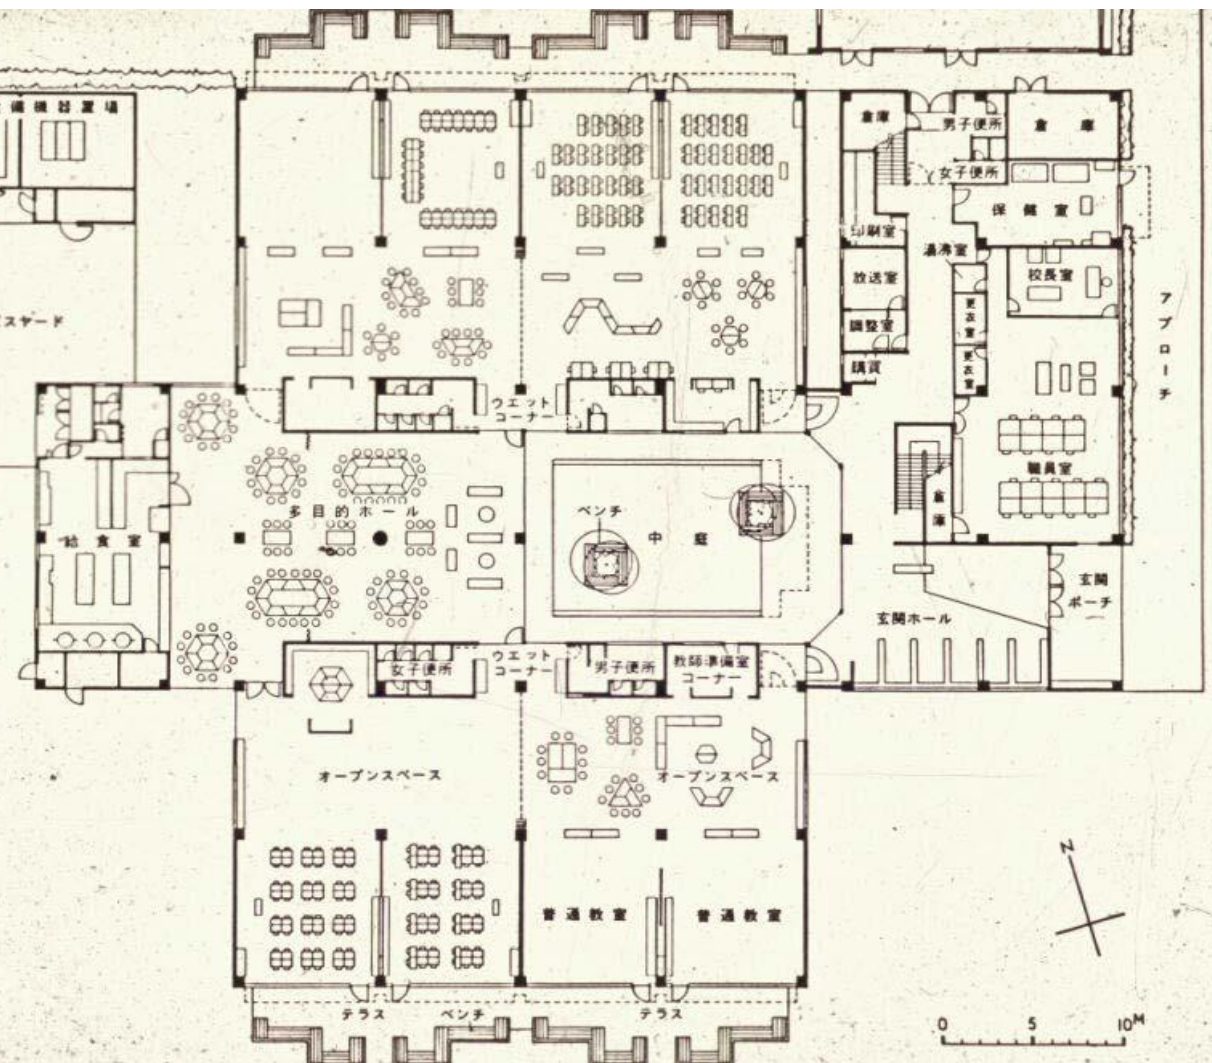 備機器置場
倉庫
男子便所
倉庫
女子便所
保健室
印刷室
湯沸室
放送室
校長室
調整室
更衣室
購買
更衣室
アプローチ
スヤード
ウエット
コーナー
職員室
倉庫
多目的ホール
ベンチ
中庭
給食室
玄関
ポーチ
玄関ホール
女子便所
ウエット
コーナー
男子便所
教師準備室
コーナー
オープンスペース
オープンスペース
普通教室
普通教室
N
テラス
ベンチ
テラス
0 5 10M